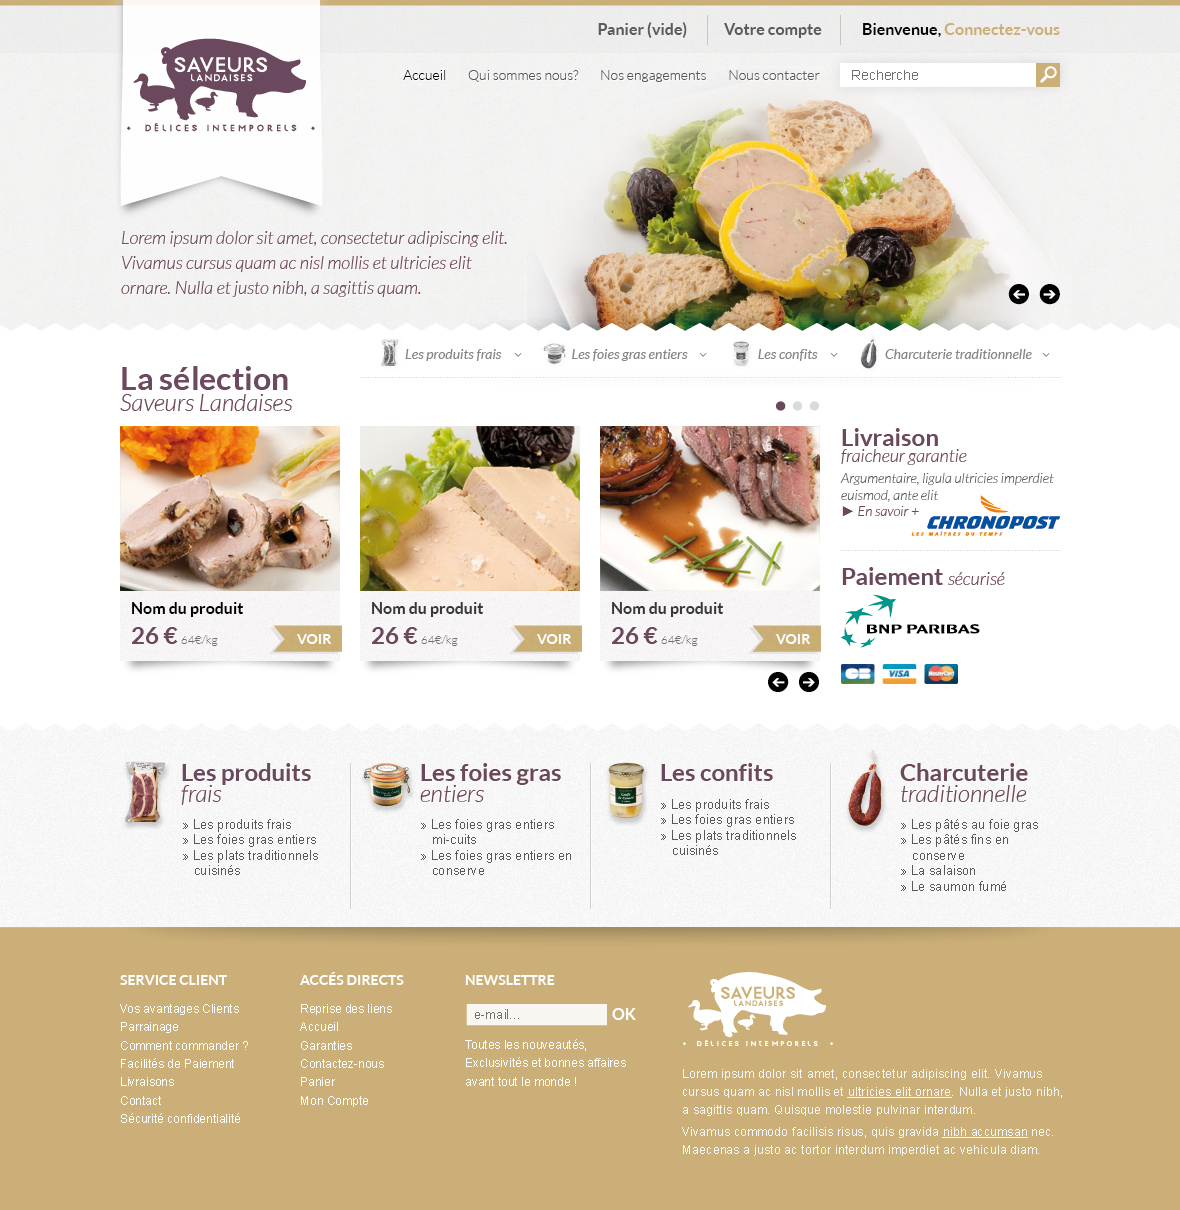 Panier (vide)
Votre compte
Bienvenue, Connectez-vous
SAVEURS
LANDAISES
DÉLICES INTEMPORELS
Accueil
Qui sommes nous?
Nos engagements
Nous contacter
Recherche
Lorem ipsum dolor sit amet, consectetur adipiscing elit.
Vivamus cursus quam ac nisl mollis et ultricies elit
ornare. Nulla et justo nibh, a sagittis quam.
Les produits frais
Les foies gras entiers
Les confits
Charcuterie traditionnelle
La sélection
Saveurs Landaises
Nom du produit
26 € 64€/kg
VOIR
Nom du produit
26 € 64€/kg
VOIR
Nom du produit
26 € 64€/kg
VOIR
Livraison
fraicheur garantie
Argumentaire, ligula ultricies imperdiet
euismod, ante elit
► En savoir +
CHRONOPOST
LES MAÎTRES DU TEMPS
Paiement sécurisé
BNP PARIBAS
CB
VISA
MasterCard
Les produits
frais
» Les produits frais
» Les foies gras entiers
» Les plats traditionnels
cuisinés
Les foies gras
entiers
» Les foies gras entiers
mi-cuits
» Les foies gras entiers en
conserve
Les confits
» Les produits frais
» Les foies gras entiers
» Les plats traditionnels
cuisinés
Charcuterie
traditionnelle
» Les pâtés au foie gras
» Les pâtés fins en
conserve
» La salaison
» Le saumon fumé
SERVICE CLIENT
Vos avantages Clients
Parrainage
Comment commander ?
Facilités de Paiement
Livraisons
Contact
Sécurité confidentialité
ACCÉS DIRECTS
Reprise des liens
Accueil
Garanties
Contactez-nous
Panier
Mon Compte
NEWSLETTRE
e-mail...
OK
Toutes les nouveautés,
Exclusivités et bonnes affaires
avant tout le monde !
SAVEURS
LANDAISES
DÉLICES INTEMPORELS
Lorem ipsum dolor sit amet, consectetur adipiscing elit. Vivamus
cursus quam ac nisl mollis et ultricies elit ornare. Nulla et justo nibh,
a sagittis quam. Quisque molestie pulvinar interdum.
Vivamus commodo facilisis risus, quis gravida nibh accumsan nec.
Maecenas a justo ac tortor interdum imperdiet ac vehicula diam.